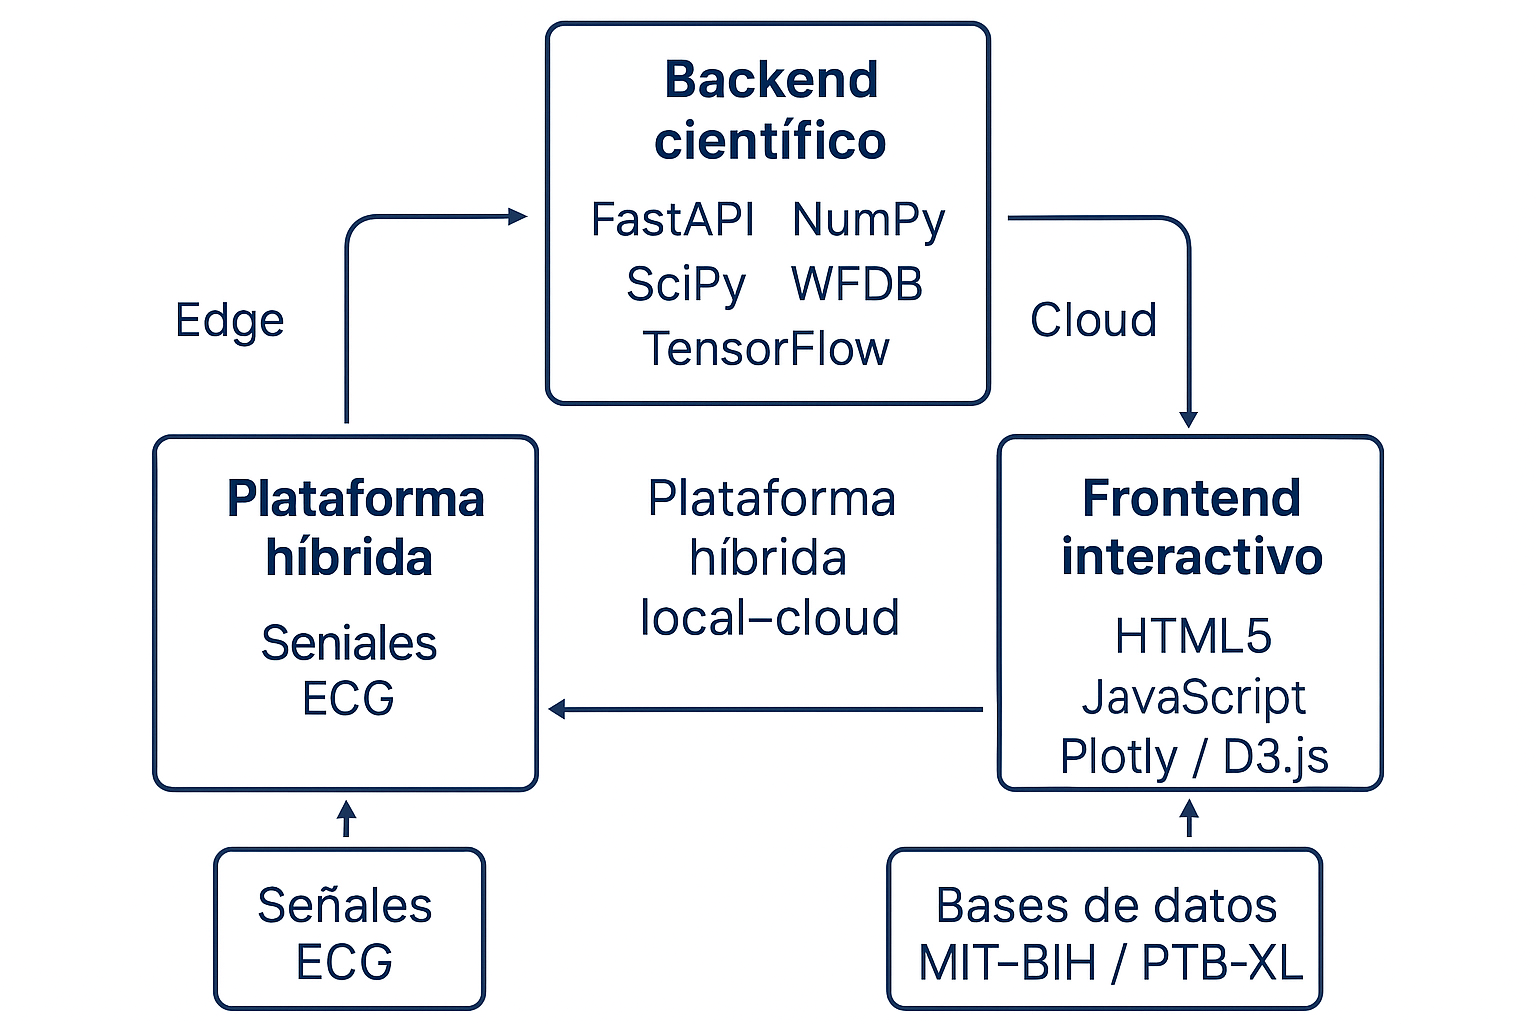 Backend
científico
FastAPI NumPy
SciPy WFDB
TensorFlow
Edge
Cloud
Plataforma
híbrida
Seniales
ECG
Plataforma
híbrida
local–cloud
Frontend
interactivo
HTML5
JavaScript
Plotly / D3.js
Señales
ECG
Bases de datos
MIT–BIH / PTB-XL